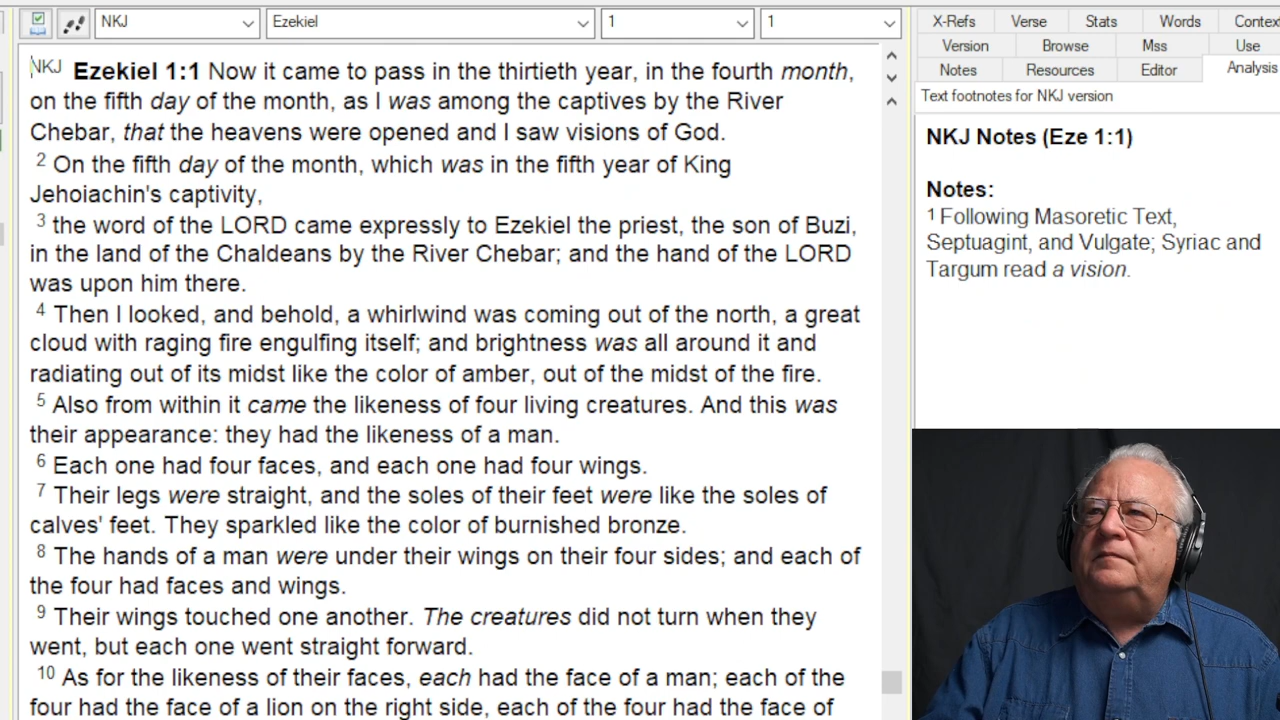 NKJ Ezekiel 1 1
X-Refs Verse Stats Words Contex
Version Browse Mss Use
Notes Resources Editor Analysis
Text footnotes for NKJ version
NKJ Ezekiel 1:1 Now it came to pass in the thirtieth year, in the fourth month,
on the fifth day of the month, as I was among the captives by the River
Chebar, that the heavens were opened and I saw visions of God.
2 On the fifth day of the month, which was in the fifth year of King
Jehoiachin's captivity,
3 the word of the LORD came expressly to Ezekiel the priest, the son of Buzi,
in the land of the Chaldeans by the River Chebar; and the hand of the LORD
was upon him there.
4 Then I looked, and behold, a whirlwind was coming out of the north, a great
cloud with raging fire engulfing itself; and brightness was all around it and
radiating out of its midst like the color of amber, out of the midst of the fire.
5 Also from within it came the likeness of four living creatures. And this was
their appearance: they had the likeness of a man.
6 Each one had four faces, and each one had four wings.
7 Their legs were straight, and the soles of their feet were like the soles of
calves' feet. They sparkled like the color of burnished bronze.
8 The hands of a man were under their wings on their four sides; and each of
the four had faces and wings.
9 Their wings touched one another. The creatures did not turn when they
went, but each one went straight forward.
10 As for the likeness of their faces, each had the face of a man; each of the
four had the face of a lion on the right side, each of the four had the face of
NKJ Notes (Eze 1:1)
Notes:
1 Following Masoretic Text,
Septuagint, and Vulgate; Syriac and
Targum read a vision.